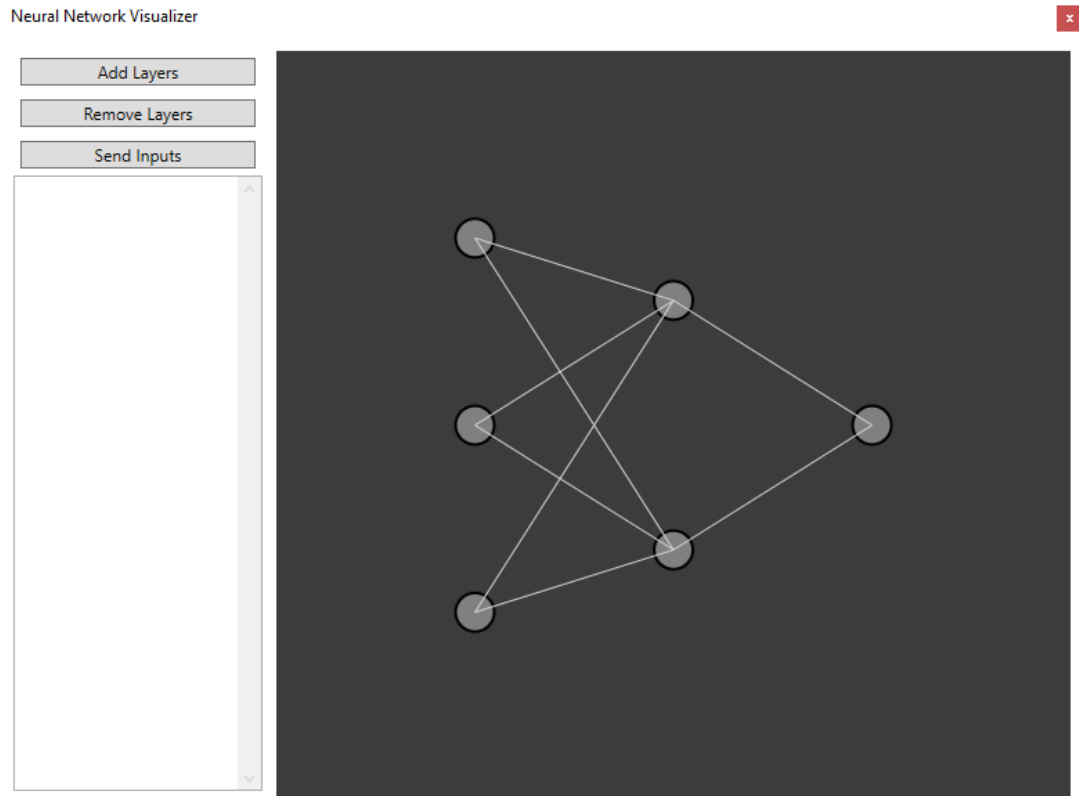 Neural Network Visualizer
x
Add Layers
Remove Layers
Send Inputs